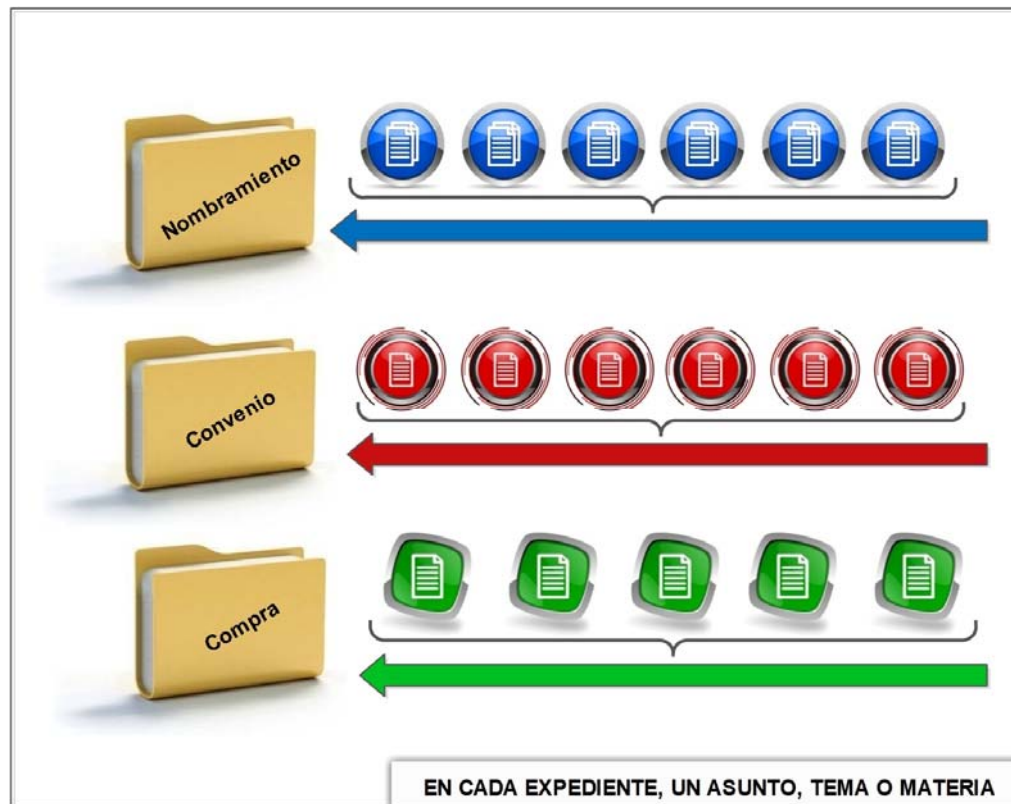 Nombramiento
Convenio
Compra
EN CADA EXPEDIENTE, UN ASUNTO, TEMA O MATERIA